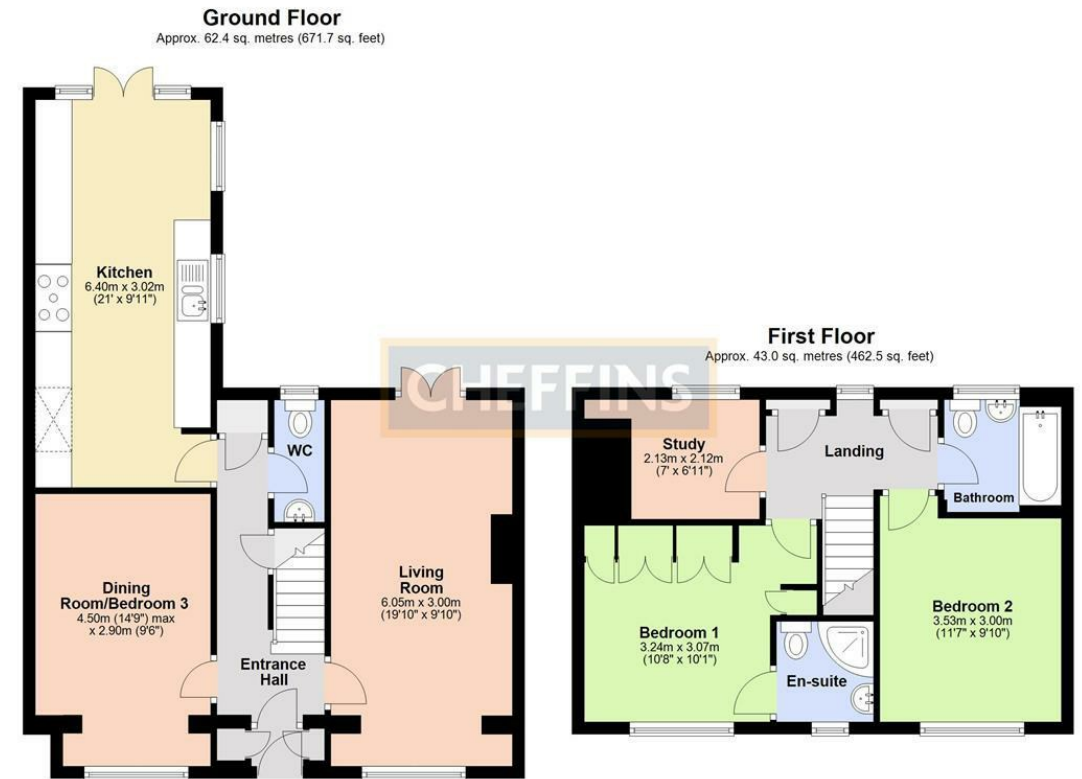 Ground Floor
Approx. 62.4 sq. metres (671.7 sq. feet)
Kitchen
6.40m x 3.02m
(21' x 9'11")
WC
Dining
Room/Bedroom 3
4.50m (14'9") max
x 2.90m (9'6")
Living
Room
6.05m x 3.00m
(19'10" x 9'10")
Entrance
Hall
CHEFFINS
First Floor
Approx. 43.0 sq. metres (462.5 sq. feet)
Study
2.13m x 2.12m
(7' x 6'11")
Landing
Bathroom
Bedroom 1
3.24m x 3.07m
(10'8" x 10'1")
En-suite
Bedroom 2
3.53m x 3.00m
(11'7" x 9'10")